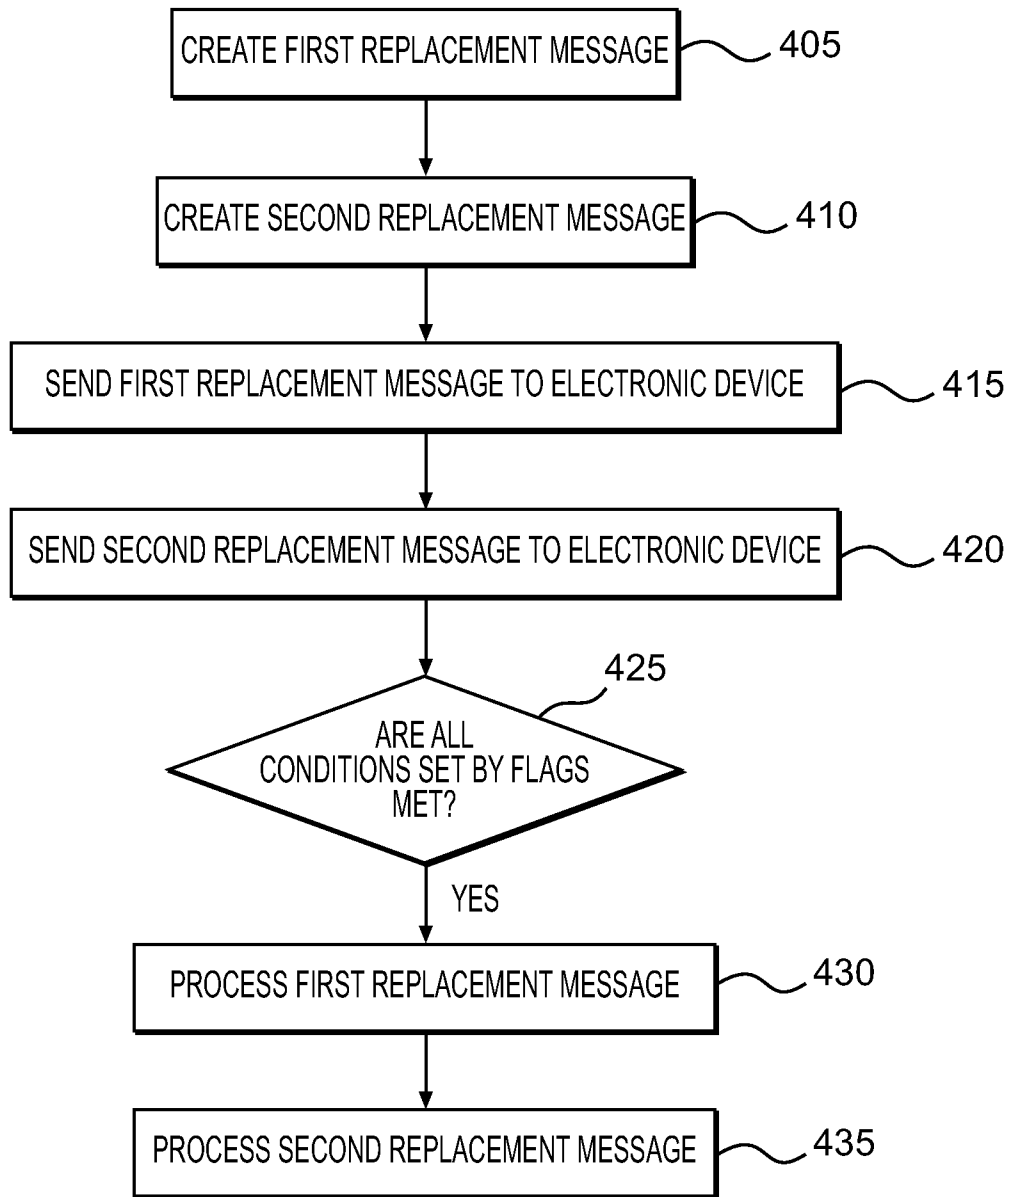 CREATE FIRST REPLACEMENT MESSAGE
405
CREATE SECOND REPLACEMENT MESSAGE
410
SEND FIRST REPLACEMENT MESSAGE TO ELECTRONIC DEVICE
415
SEND SECOND REPLACEMENT MESSAGE TO ELECTRONIC DEVICE
420
425
ARE ALL
CONDITIONS SET BY FLAGS
MET?
YES
PROCESS FIRST REPLACEMENT MESSAGE
430
PROCESS SECOND REPLACEMENT MESSAGE
435